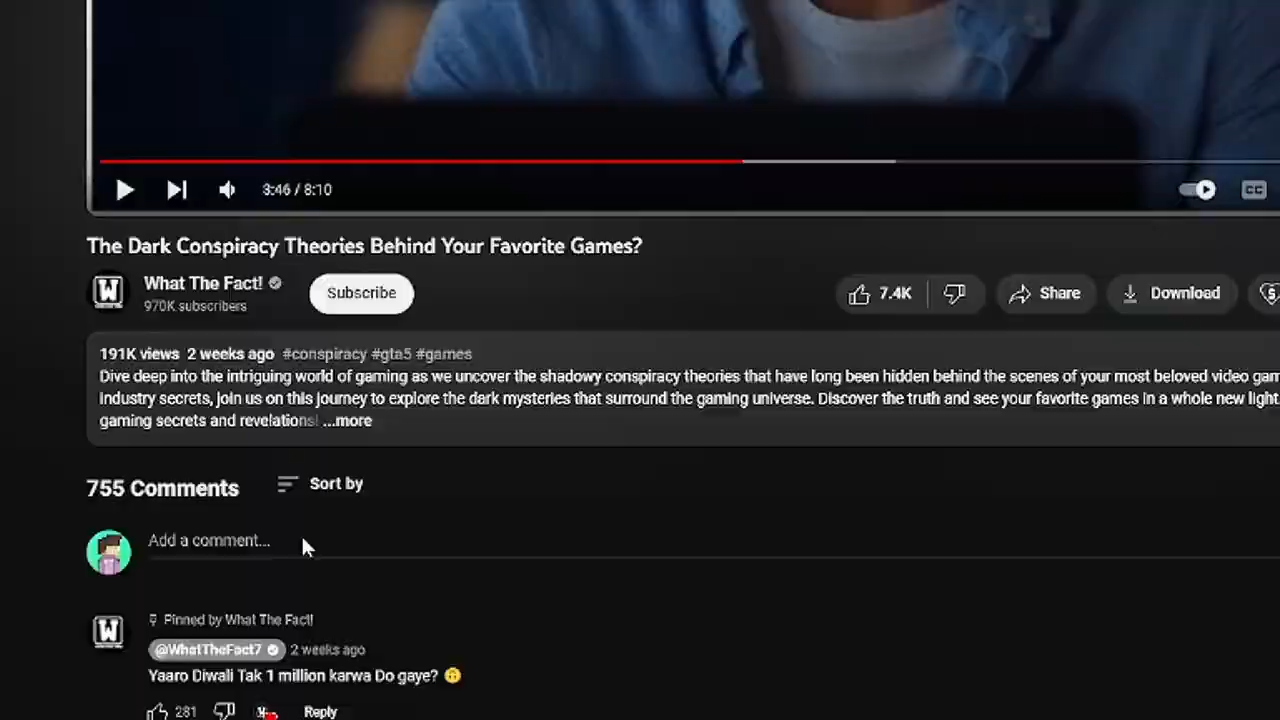 3:46 / 8:10
CC
The Dark Conspiracy Theories Behind Your Favorite Games?
W
What The Fact!
970K subscribers
Subscribe
7.4K
Share
Download
191K views 2 weeks ago #conspiracy #gta5 #games
Dive deep into the intriguing world of gaming as we uncover the shadowy conspiracy theories that have long been hidden behind the scenes of your most beloved video gam
industry secrets, join us on this journey to explore the dark mysteries that surround the gaming universe. Discover the truth and see your favorite games in a whole new light.
gaming secrets and revelations! ...more
755 Comments
Sort by
Add a comment...
W
Pinned by What The Fact!
@WhatTheFact7 2 weeks ago
Yaaro Diwali Tak 1 million karwa Do gaye? 🙃
281
Reply